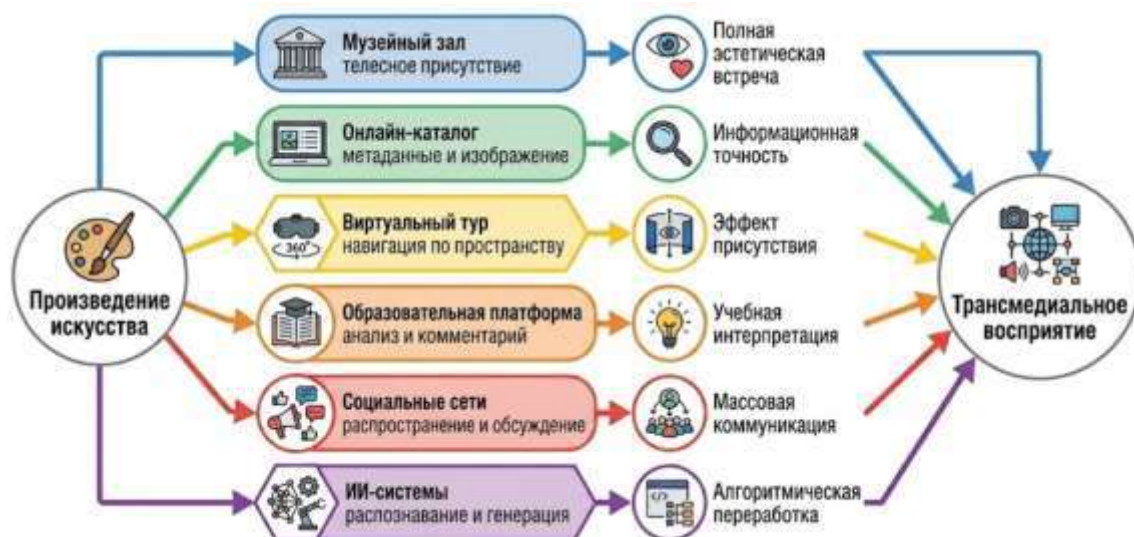 Произведение
искусства
Музейный зал
телесное присутствие
Полная
эстетическая
встреча
Онлайн-каталог
метаданные и изображение
Информационная
точность
360°
Виртуальный тур
навигация по пространству
Эффект
присутствия
Образовательная платформа
анализ и комментарий
Учебная
интерпретация
Социальные сети
распространение и обсуждение
Массовая
коммуникация
ИИ-системы
распознавание и генерация
</>
Алгоритмическая
переработка
Трансмедиальное
восприятие